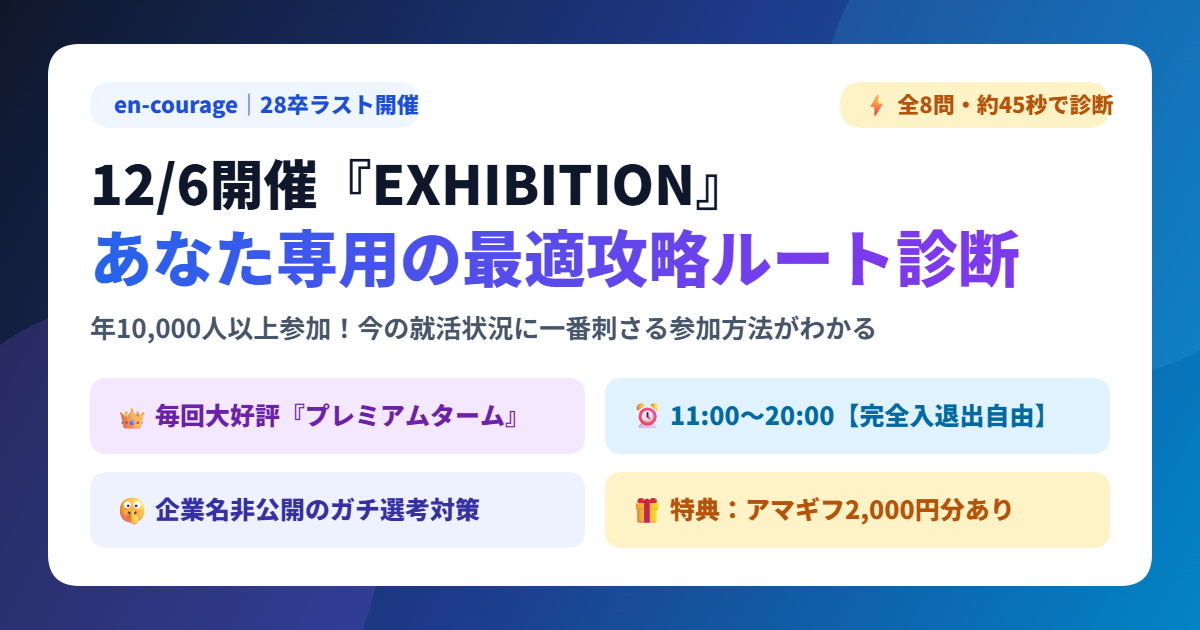 en-courage｜28卒ラスト開催
⚡ 全8問・約45秒で診断
12/6開催『EXHIBITION』
あなた専用の最適攻略ルート診断
年10,000人以上参加！今の就活状況に一番刺さる参加方法がわかる
👑 毎回大好評『プレミアムターム』
⏰ 11:00〜20:00【完全入退出自由】
🤫 企業名非公開のガチ選考対策
🎁 特典：アマギフ2,000円分あり